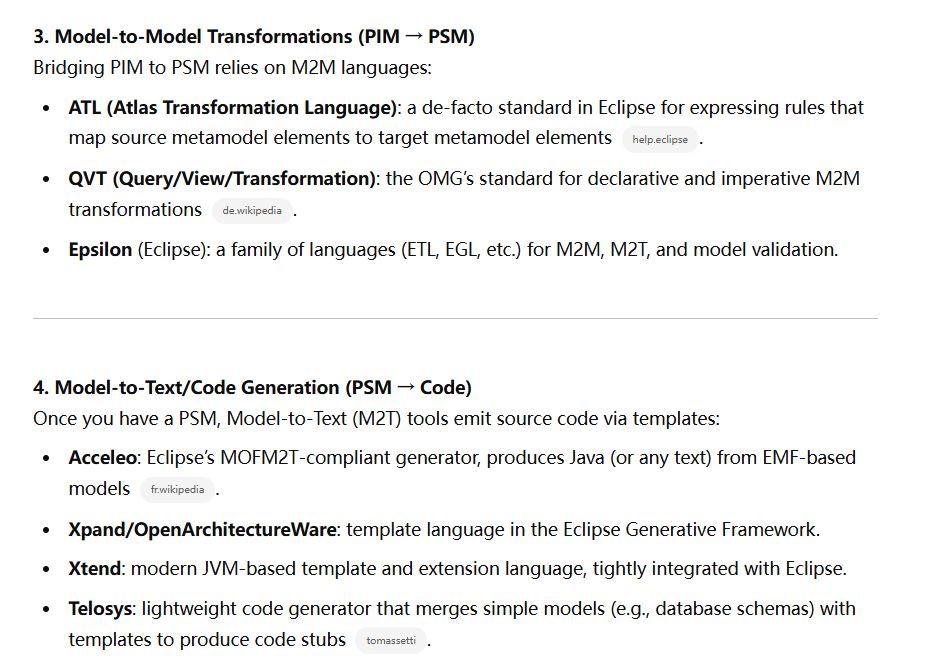 3. Model-to-Model Transformations (PIM → PSM)
Bridging PIM to PSM relies on M2M languages:
• ATL (Atlas Transformation Language): a de-facto standard in Eclipse for expressing rules that
map source metamodel elements to target metamodel elements help.eclipse .
• QVT (Query/View/Transformation): the OMG’s standard for declarative and imperative M2M
transformations de.wikipedia .
• Epsilon (Eclipse): a family of languages (ETL, EGL, etc.) for M2M, M2T, and model validation.
4. Model-to-Text/Code Generation (PSM → Code)
Once you have a PSM, Model-to-Text (M2T) tools emit source code via templates:
• Acceleo: Eclipse’s MOFM2T-compliant generator, produces Java (or any text) from EMF-based
models fr.wikipedia .
• Xpand/OpenArchitectureWare: template language in the Eclipse Generative Framework.
• Xtend: modern JVM-based template and extension language, tightly integrated with Eclipse.
• Telosys: lightweight code generator that merges simple models (e.g., database schemas) with
templates to produce code stubs tomassetti .